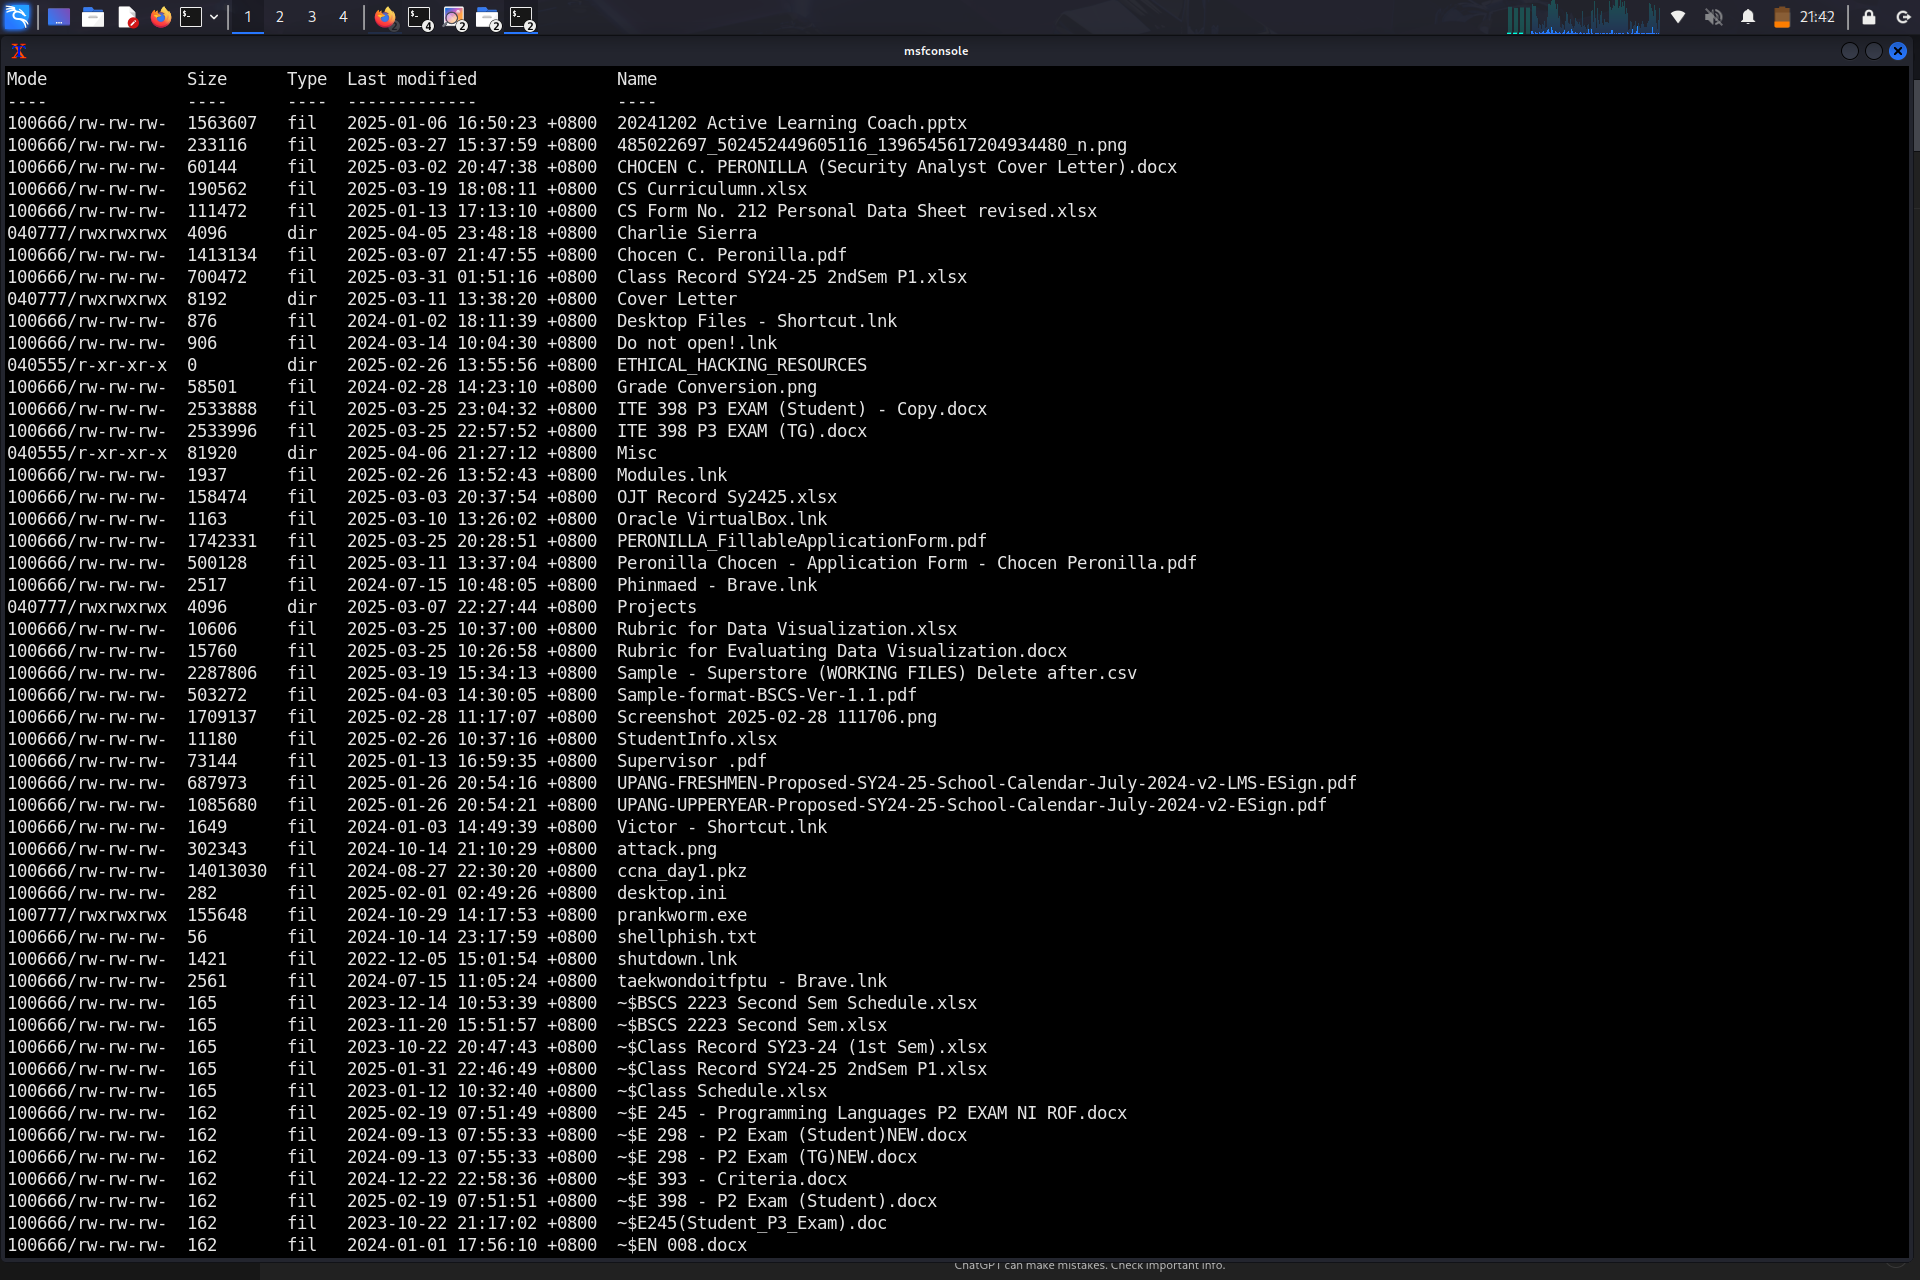 1 2 3 4 2 4 2 2 2 21:42
msfconsole
Mode Size Type Last modified Name
---- ---- ---- ------------- ----
100666/rw-rw-rw- 1563607 fil 2025-01-06 16:50:23 +0800 20241202 Active Learning Coach.pptx
100666/rw-rw-rw- 233116 fil 2025-03-27 15:37:59 +0800 485022697_502452449605116_1396545617204934480_n.png
100666/rw-rw-rw- 60144 fil 2025-03-02 20:47:38 +0800 CHOCEN C. PERONILLA (Security Analyst Cover Letter).docx
100666/rw-rw-rw- 190562 fil 2025-03-19 18:08:11 +0800 CS Curriculumn.xlsx
100666/rw-rw-rw- 111472 fil 2025-01-13 17:13:10 +0800 CS Form No. 212 Personal Data Sheet revised.xlsx
040777/rwxrwxrwx 4096 dir 2025-04-05 23:48:18 +0800 Charlie Sierra
100666/rw-rw-rw- 1413134 fil 2025-03-07 21:47:55 +0800 Chocen C. Peronilla.pdf
100666/rw-rw-rw- 700472 fil 2025-03-31 01:51:16 +0800 Class Record SY24-25 2ndSem P1.xlsx
040777/rwxrwxrwx 8192 dir 2025-03-11 13:38:20 +0800 Cover Letter
100666/rw-rw-rw- 876 fil 2024-01-02 18:11:39 +0800 Desktop Files - Shortcut.lnk
100666/rw-rw-rw- 906 fil 2024-03-14 10:04:30 +0800 Do not open!.lnk
040555/r-xr-xr-x 0 dir 2025-02-26 13:55:56 +0800 ETHICAL_HACKING_RESOURCES
100666/rw-rw-rw- 58501 fil 2024-02-28 14:23:10 +0800 Grade Conversion.png
100666/rw-rw-rw- 2533888 fil 2025-03-25 23:04:32 +0800 ITE 398 P3 EXAM (Student) - Copy.docx
100666/rw-rw-rw- 2533996 fil 2025-03-25 22:57:52 +0800 ITE 398 P3 EXAM (TG).docx
040555/r-xr-xr-x 81920 dir 2025-04-06 21:27:12 +0800 Misc
100666/rw-rw-rw- 1937 fil 2025-02-26 13:52:43 +0800 Modules.lnk
100666/rw-rw-rw- 158474 fil 2025-03-03 20:37:54 +0800 OJT Record Sy2425.xlsx
100666/rw-rw-rw- 1163 fil 2025-03-10 13:26:02 +0800 Oracle VirtualBox.lnk
100666/rw-rw-rw- 1742331 fil 2025-03-25 20:28:51 +0800 PERONILLA_FillableApplicationForm.pdf
100666/rw-rw-rw- 500128 fil 2025-03-11 13:37:04 +0800 Peronilla Chocen - Application Form - Chocen Peronilla.pdf
100666/rw-rw-rw- 2517 fil 2024-07-15 10:48:05 +0800 Phinmaed - Brave.lnk
040777/rwxrwxrwx 4096 dir 2025-03-07 22:27:44 +0800 Projects
100666/rw-rw-rw- 10606 fil 2025-03-25 10:37:00 +0800 Rubric for Data Visualization.xlsx
100666/rw-rw-rw- 15760 fil 2025-03-25 10:26:58 +0800 Rubric for Evaluating Data Visualization.docx
100666/rw-rw-rw- 2287806 fil 2025-03-19 15:34:13 +0800 Sample - Superstore (WORKING FILES) Delete after.csv
100666/rw-rw-rw- 503272 fil 2025-04-03 14:30:05 +0800 Sample-format-BSCS-Ver-1.1.pdf
100666/rw-rw-rw- 1709137 fil 2025-02-28 11:17:07 +0800 Screenshot 2025-02-28 111706.png
100666/rw-rw-rw- 11180 fil 2025-02-26 10:37:16 +0800 StudentInfo.xlsx
100666/rw-rw-rw- 73144 fil 2025-01-13 16:59:35 +0800 Supervisor .pdf
100666/rw-rw-rw- 687973 fil 2025-01-26 20:54:16 +0800 UPANG-FRESHMEN-Proposed-SY24-25-School-Calendar-July-2024-v2-LMS-ESign.pdf
100666/rw-rw-rw- 1085680 fil 2025-01-26 20:54:21 +0800 UPANG-UPPERYEAR-Proposed-SY24-25-School-Calendar-July-2024-v2-ESign.pdf
100666/rw-rw-rw- 1649 fil 2024-01-03 14:49:39 +0800 Victor - Shortcut.lnk
100666/rw-rw-rw- 302343 fil 2024-10-14 21:10:29 +0800 attack.png
100666/rw-rw-rw- 14013030 fil 2024-08-27 22:30:20 +0800 ccna_day1.pkz
100666/rw-rw-rw- 282 fil 2025-02-01 02:49:26 +0800 desktop.ini
100777/rwxrwxrwx 155648 fil 2024-10-29 14:17:53 +0800 prankworm.exe
100666/rw-rw-rw- 56 fil 2024-10-14 23:17:59 +0800 shellphish.txt
100666/rw-rw-rw- 1421 fil 2022-12-05 15:01:54 +0800 shutdown.lnk
100666/rw-rw-rw- 2561 fil 2024-07-15 11:05:24 +0800 taekwondoitfptu - Brave.lnk
100666/rw-rw-rw- 165 fil 2023-12-14 10:53:39 +0800 ~$BSCS 2223 Second Sem Schedule.xlsx
100666/rw-rw-rw- 165 fil 2023-11-20 15:51:57 +0800 ~$BSCS 2223 Second Sem.xlsx
100666/rw-rw-rw- 165 fil 2023-10-22 20:47:43 +0800 ~$Class Record SY23-24 (1st Sem).xlsx
100666/rw-rw-rw- 165 fil 2025-01-31 22:46:49 +0800 ~$Class Record SY24-25 2ndSem P1.xlsx
100666/rw-rw-rw- 165 fil 2023-01-12 10:32:40 +0800 ~$Class Schedule.xlsx
100666/rw-rw-rw- 162 fil 2025-02-19 07:51:49 +0800 ~$E 245 - Programming Languages P2 EXAM NI ROF.docx
100666/rw-rw-rw- 162 fil 2024-09-13 07:55:33 +0800 ~$E 298 - P2 Exam (Student)NEW.docx
100666/rw-rw-rw- 162 fil 2024-09-13 07:55:33 +0800 ~$E 298 - P2 Exam (TG)NEW.docx
100666/rw-rw-rw- 162 fil 2024-12-22 22:58:36 +0800 ~$E 393 - Criteria.docx
100666/rw-rw-rw- 162 fil 2025-02-19 07:51:51 +0800 ~$E 398 - P2 Exam (Student).docx
100666/rw-rw-rw- 162 fil 2023-10-22 21:17:02 +0800 ~$E245(Student_P3_Exam).doc
100666/rw-rw-rw- 162 fil 2024-01-01 17:56:10 +0800 ~$EN 008.docx
ChatGPT can make mistakes. Check important info.